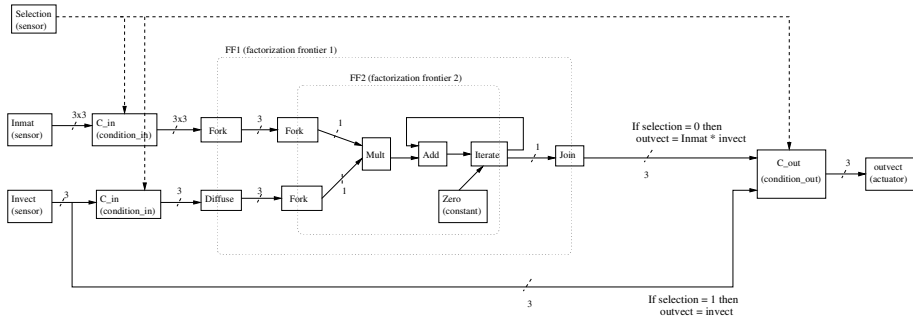 Selection
(sensor)
FF1 (factorization frontier 1)
FF2 (factorization frontier 2)
Inmat
(sensor)
3x3
C_in
(condition_in)
3x3
Fork
3
Fork
1
Mult
Add
Iterate
1
Join
If selection = 0 then
outvect = Inmat * invect
3
C_out
(condition_out)
3
outvect
(actuator)
Invect
(sensor)
3
C_in
(condition_in)
3
Diffuse
3
Fork
1
1
Zero
(constant)
3
If selection = 1 then
outvect = invect